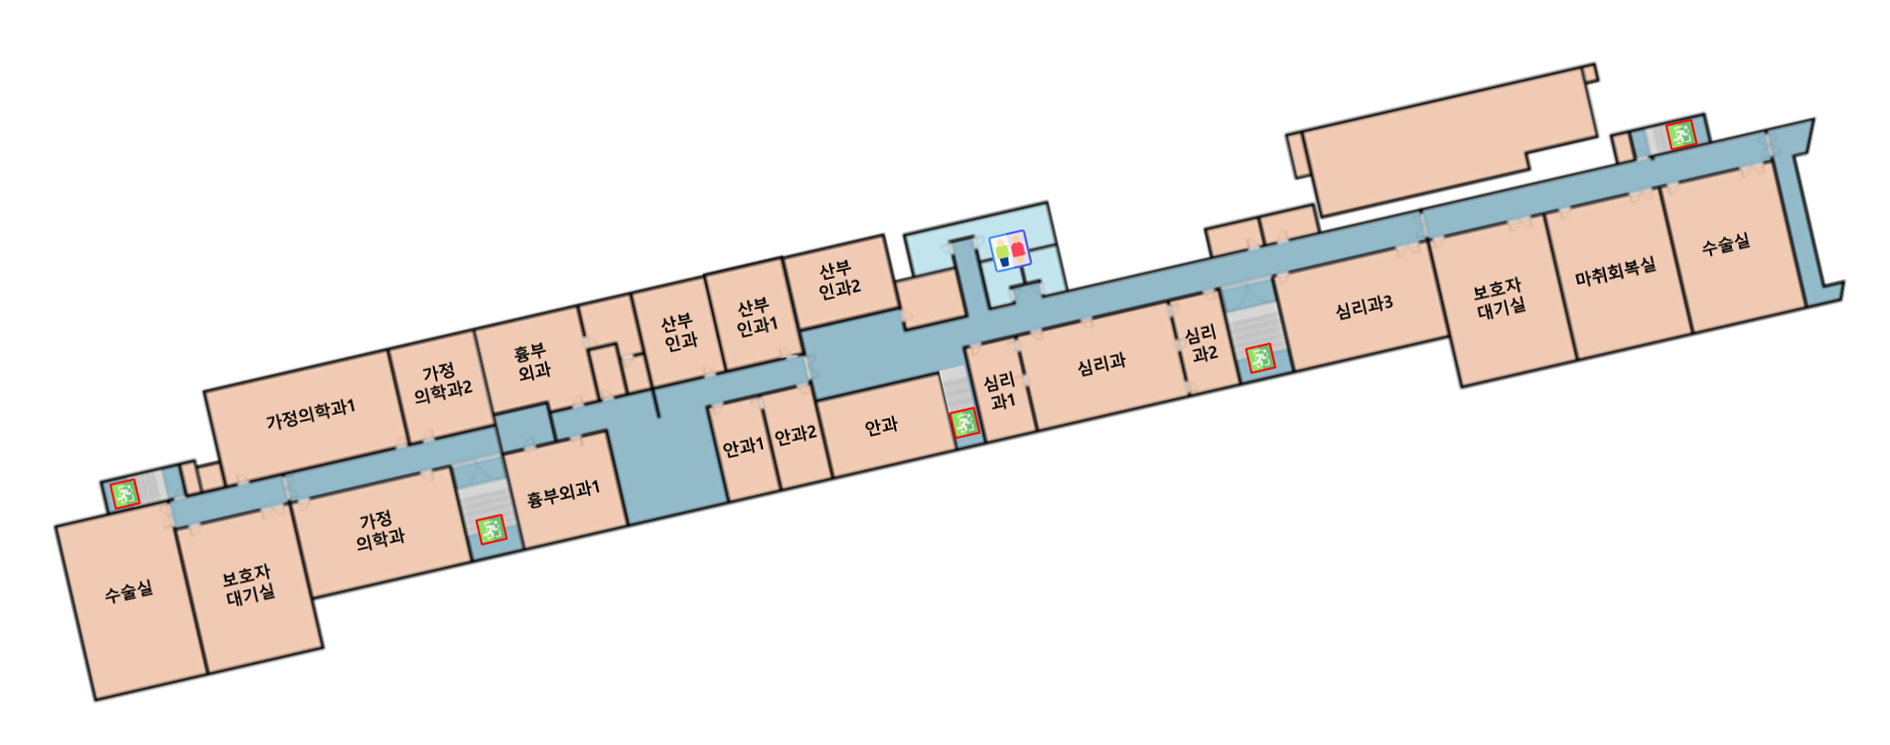 가정의학과1
가정
의학과2
흉부
외과
산부
인과
산부
인과1
산부
인과2
수술실
보호자
대기실
가정
의학과
흉부외과1
안과1
안과2
안과
심리
과1
심리과
심리
과2
심리과3
보호자
대기실
마취회복실
수술실